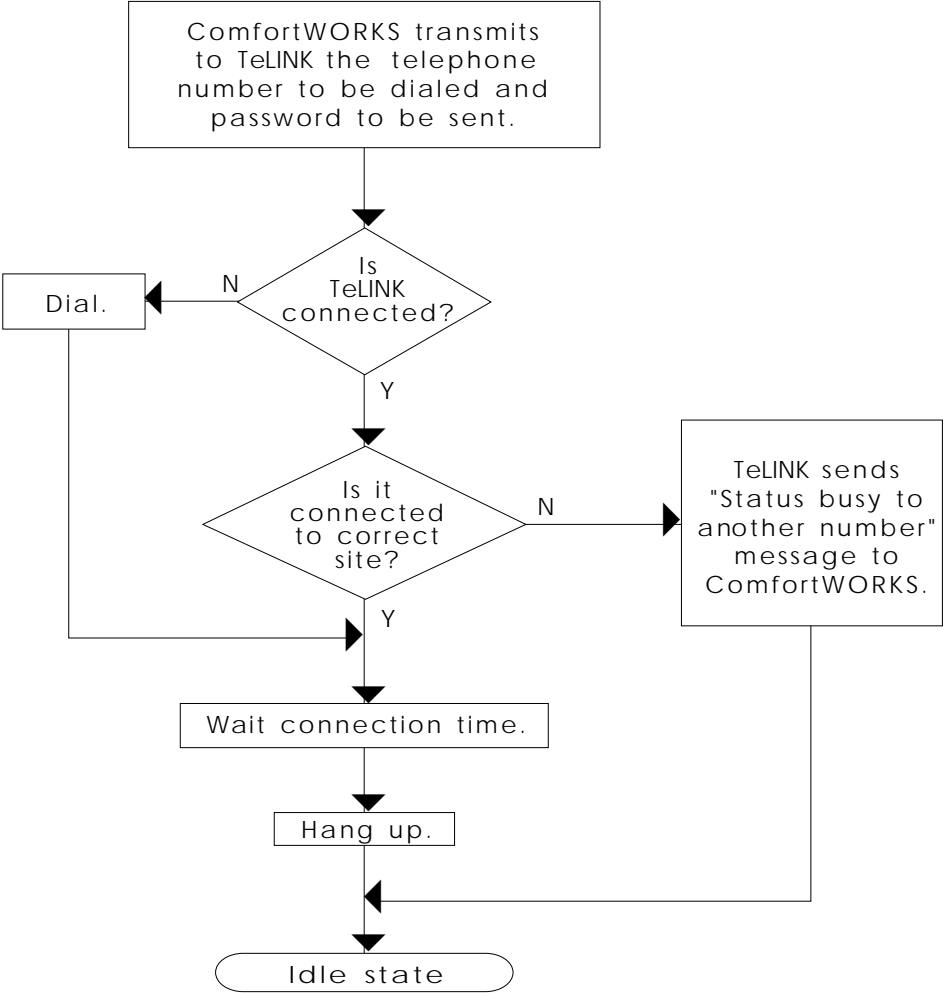 ComfortWORKS transmits
to TeLINK the telephone
number to be dialed and
password to be sent.
Is
TeLINK
connected?
N
Dial.
Y
Is it
connected
to correct
site?
N
TeLINK sends
"Status busy to
another number"
message to
ComfortWORKS.
Y
Wait connection time.
Hang up.
Idle state